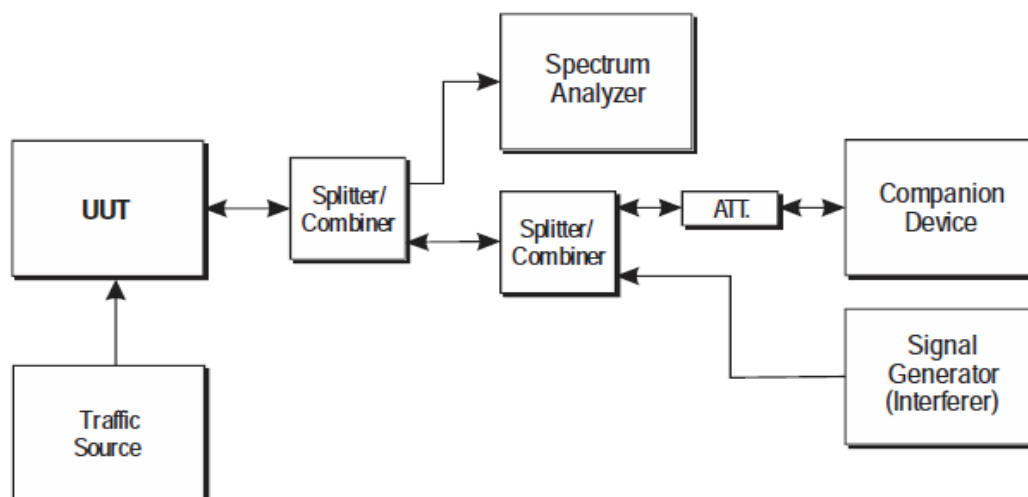 Spectrum
Analyzer
UUT
Splitter/
Combiner
Splitter/
Combiner
ATT.
Companion
Device
Signal
Generator
(Interferer)
Traffic
Source